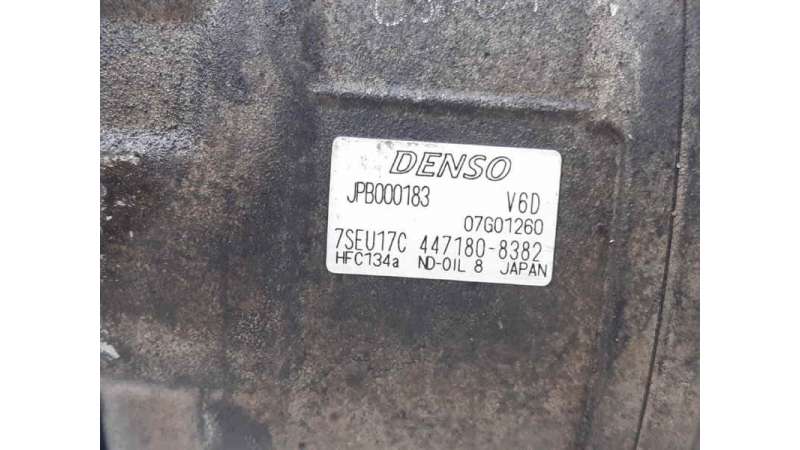 DENSO
JPB000183 V6D
07G01260
7SEU17C 447180-8382
HFC134a ND-OIL 8 JAPAN